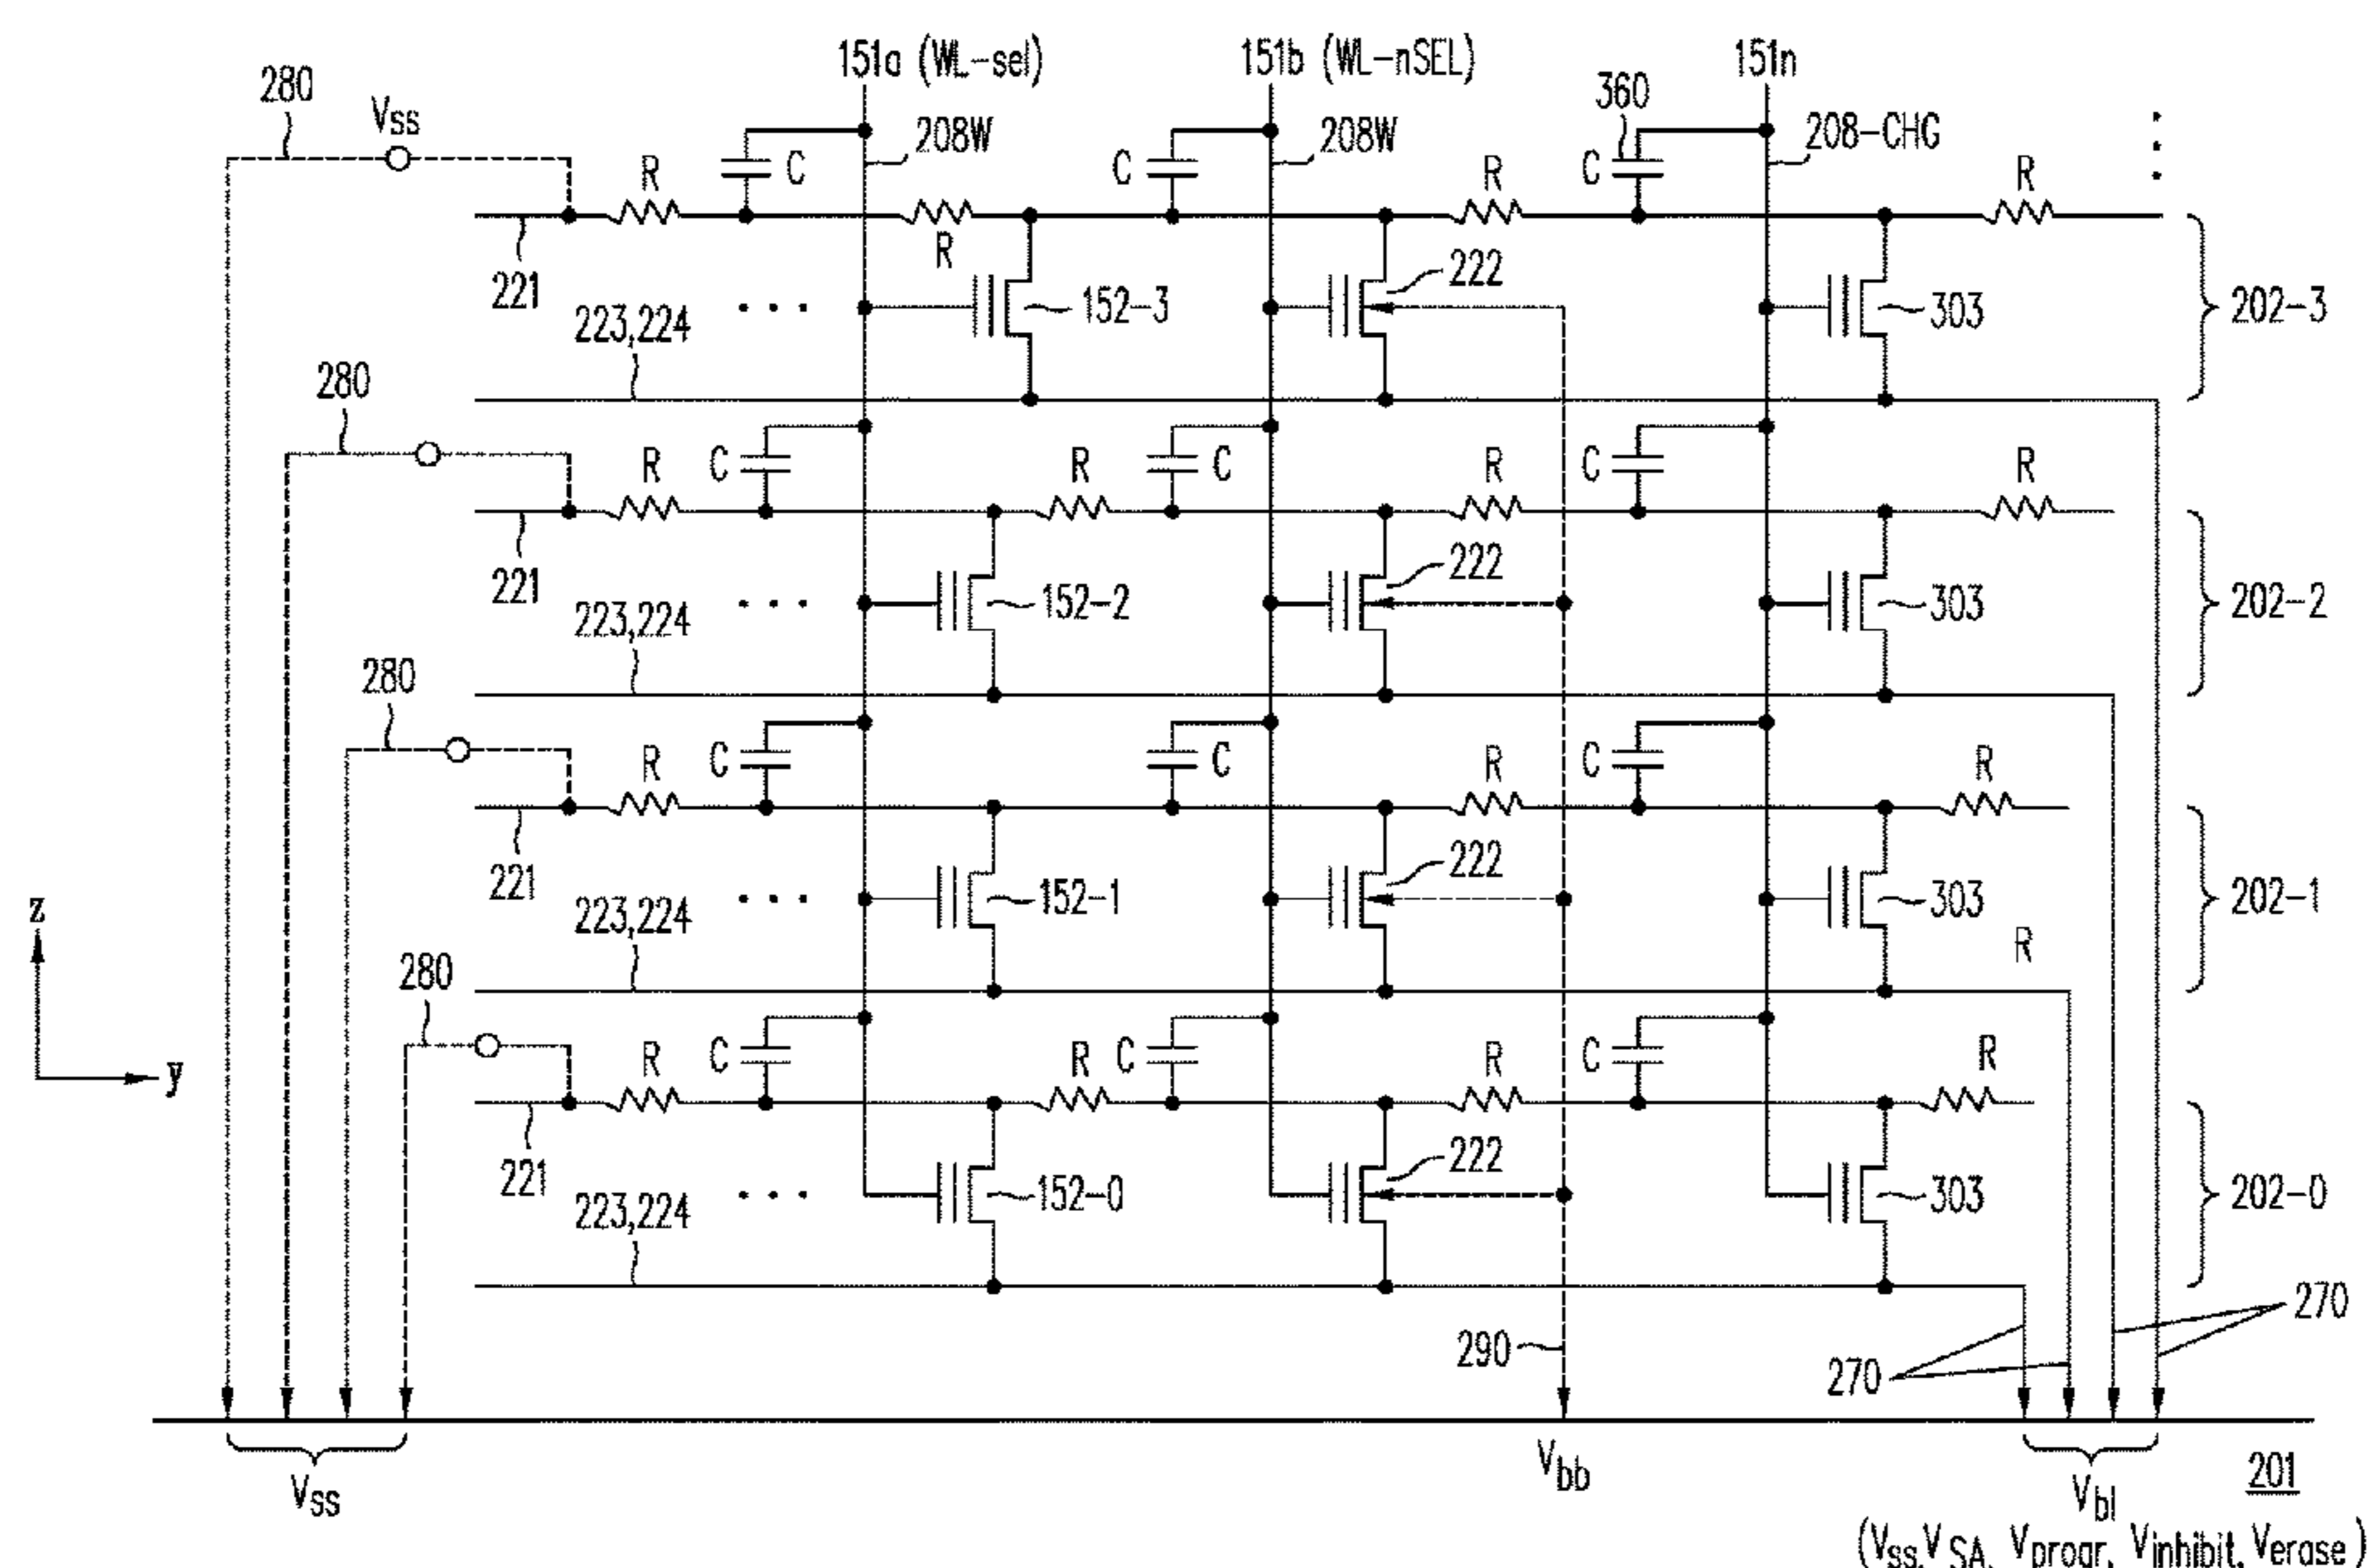 151a (WL-sel) 151b (WL-nSEL) 151n
280 Vss 208W 208W 360 208-CHG
R C C R C R
R
221 152-3 222 303 202-3
223,224
280
R C R C R C R
221 152-2 222 303 202-2
223,224
280
R C C R C R
221 152-1 222 303 202-1
223,224 R
z
280
R C R C R C R
y
221 152-0 222 303 202-0
223,224
290 270 270
Vss Vbb Vbl 201
(Vss, VSA, Vprogr, Vinhibit, Verase)